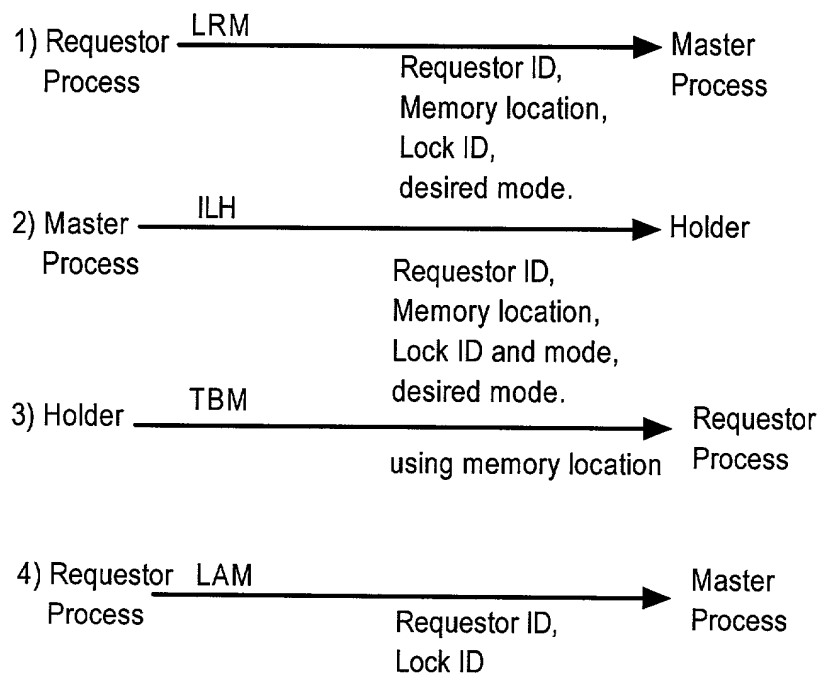 1) Requestor LRM Master
Process Process
Requestor ID,
Memory location,
Lock ID,
desired mode.
2) Master ILH Holder
Process
Requestor ID,
Memory location,
Lock ID and mode,
desired mode.
3) Holder TBM Requestor
Process
using memory location
4) Requestor LAM Master
Process Process
Requestor ID,
Lock ID